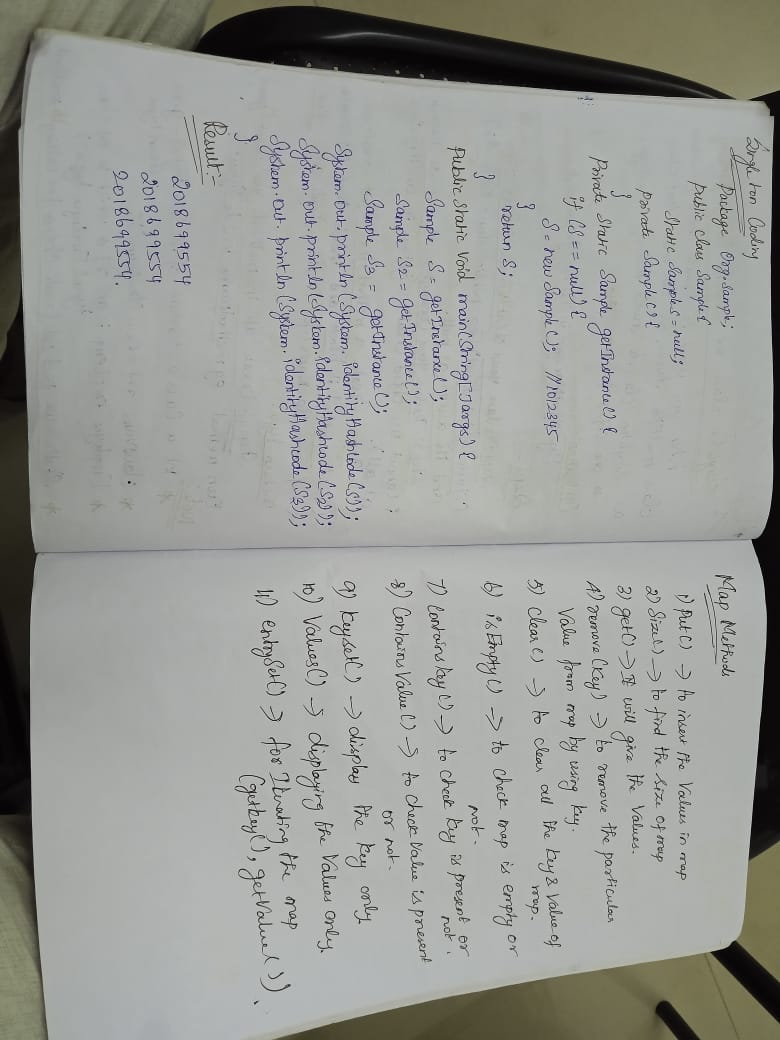 Single ton Coding
Package Org.Sample;
Public class Sample{
Static Sample S = null;
Private Sample () {
}
Private Static Sample getInstance() {
if (S == null) {
S = new Sample(); //1012345
}
return S;
}
Public Static Void main(String[] args) {
Sample S = getInstance();
Sample S2 = getInstance();
Sample S3 = getInstance();
System.out.println(System.identityHashcode(S));
System.out.println(System.identityHashcode(S2));
System.out.println(System.identityHashcode(S3));
}
Result:-
2018699554
2018699554
2018699554.
Map Methods
1) Put() → to insert the Values in map
2) Size() → to find the size of map
3) get() → It will give the Values.
4) remove (Key) → to remove the particular
Value from map by using key.
5) Clear() → to clear all the key & Value of
map.
6) isEmpty() → to check map is empty or
not.
7) Contains key() → to check key is present or
not.
8) Contains Value() → to check Value is present
or not.
9) Keyset() → display the key only
10) Values() → displaying the Values only.
11) entrySet() → for Iterating the map
(getkey(), getValue()).